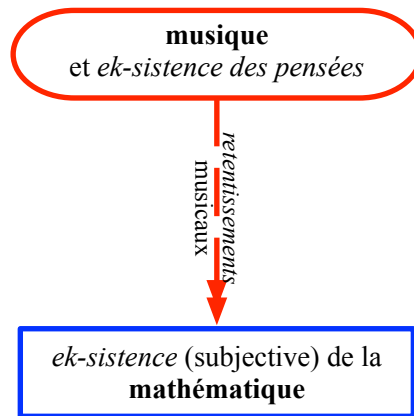 musique
et ek-sistence des pensées
retentissements
musicaux
ek-sistence (subjective) de la
mathématique